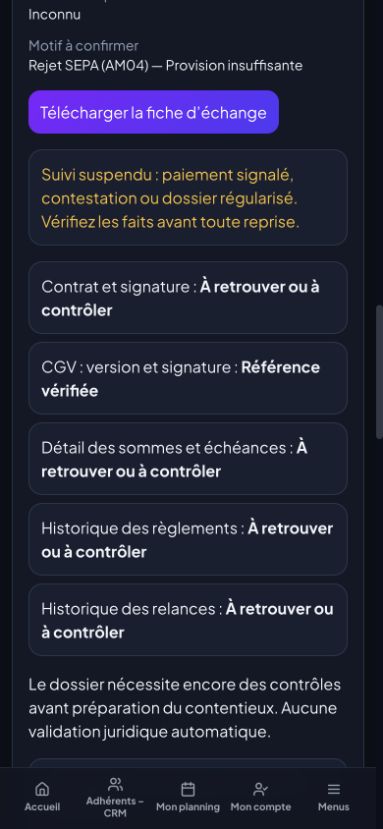 Inconnu
Motif à confirmer
Rejet SEPA (AM04) — Provision insuffisante
Télécharger la fiche d'échange
Suivi suspendu : paiement signalé,
contestation ou dossier régularisé.
Vérifiez les faits avant toute reprise.
Contrat et signature : À retrouver ou à
contrôler
CGV : version et signature : Référence
vérifiée
Détail des sommes et échéances : À
retrouver ou à contrôler
Historique des règlements : À retrouver
ou à contrôler
Historique des relances : À retrouver ou
à contrôler
Le dossier nécessite encore des contrôles
avant préparation du contentieux. Aucune
validation juridique automatique.
Accueil
Adhérents –
CRM
Mon planning
Mon compte
Menus